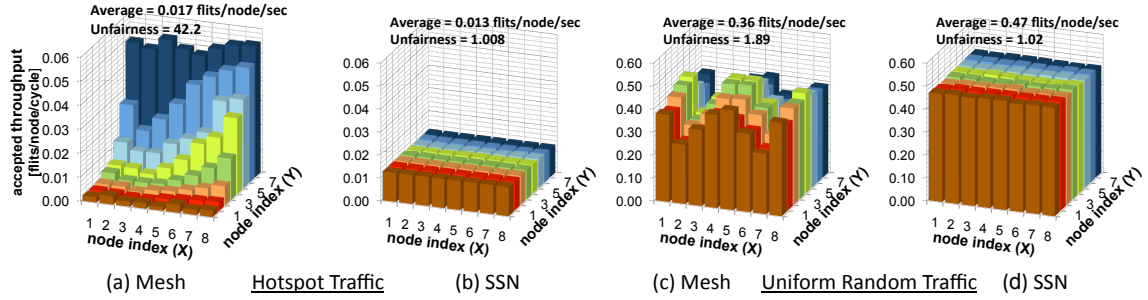 Average = 0.017 flits/node/sec
Unfairness = 42.2
accepted throughput
[flits/node/cycle]
0.06
0.05
0.04
0.03
0.02
0.01
0.00
1 2 3 4 5 6 7 8
node index (X)
1 3 5 7
node index (Y)
(a) Mesh
Hotspot Traffic
Average = 0.013 flits/node/sec
Unfairness = 1.008
0.06
0.05
0.04
0.03
0.02
0.01
0.00
1 2 3 4 5 6 7 8
node index (X)
1 3 5 7
node index (Y)
(b) SSN
Average = 0.36 flits/node/sec
Unfairness = 1.89
0.60
0.50
0.40
0.30
0.20
0.10
0.00
1 2 3 4 5 6 7 8
node index (X)
1 3 5 7
node index (Y)
(c) Mesh
Uniform Random Traffic
Average = 0.47 flits/node/sec
Unfairness = 1.02
0.60
0.50
0.40
0.30
0.20
0.10
0.00
1 2 3 4 5 6 7 8
node index (X)
1 3 5 7
node index (Y)
(d) SSN